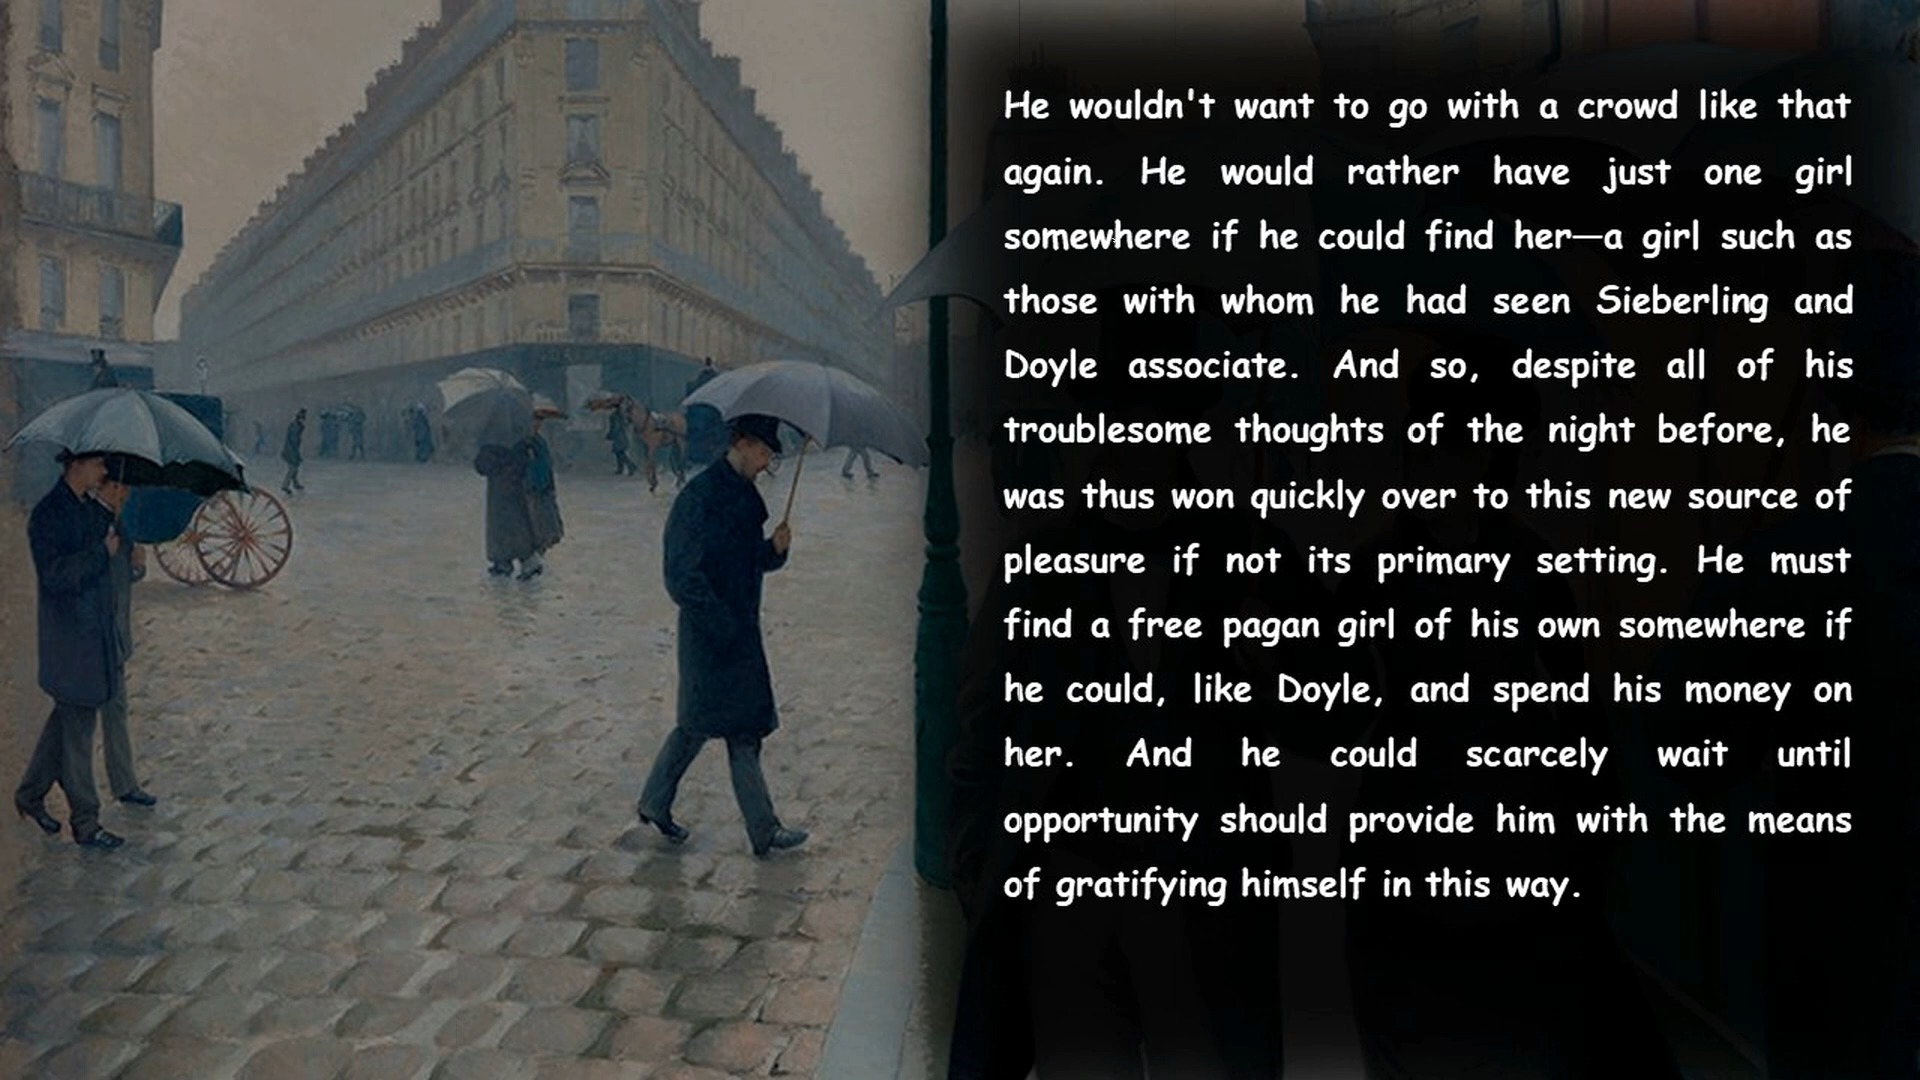 He wouldn't want to go with a crowd like that
again. He would rather have just one girl
somewhere if he could find her—a girl such as
those with whom he had seen Sieberling and
Doyle associate. And so, despite all of his
troublesome thoughts of the night before, he
was thus won quickly over to this new source of
pleasure if not its primary setting. He must
find a free pagan girl of his own somewhere if
he could, like Doyle, and spend his money on
her. And he could scarcely wait until
opportunity should provide him with the means
of gratifying himself in this way.